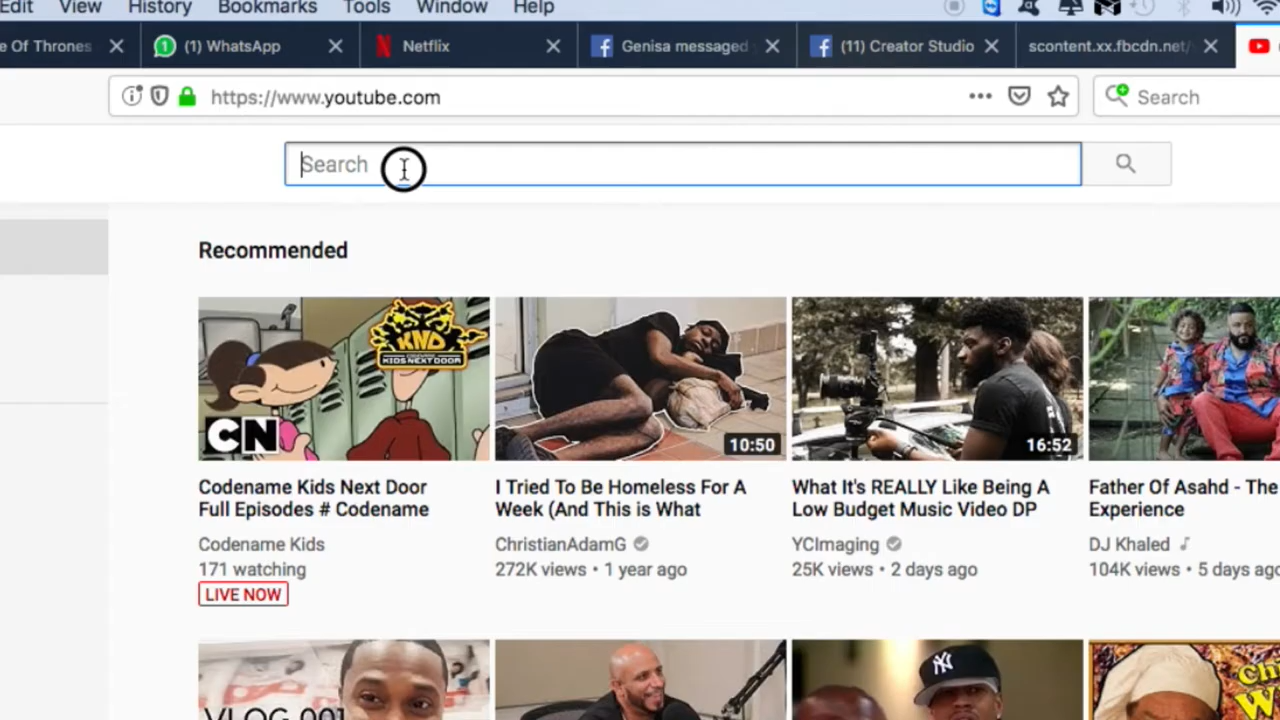 Edit View History Bookmarks Tools Window Help
e Of Thrones (1) WhatsApp Netflix Genisa messaged (11) Creator Studio scontent.xx.fbcdn.net/
https://www.youtube.com Search
Search
Recommended
KND
CODENAME
KIDS NEXT DOOR
CN
10:50
16:52
Codename Kids Next Door
Full Episodes # Codename
Codename Kids
171 watching
LIVE NOW
I Tried To Be Homeless For A
Week (And This is What
ChristianAdamG
272K views • 1 year ago
What It's REALLY Like Being A
Low Budget Music Video DP
YCImaging
25K views • 2 days ago
Father Of Asahd - The
Experience
DJ Khaled
104K views • 5 days ago
VLOG 001
NY